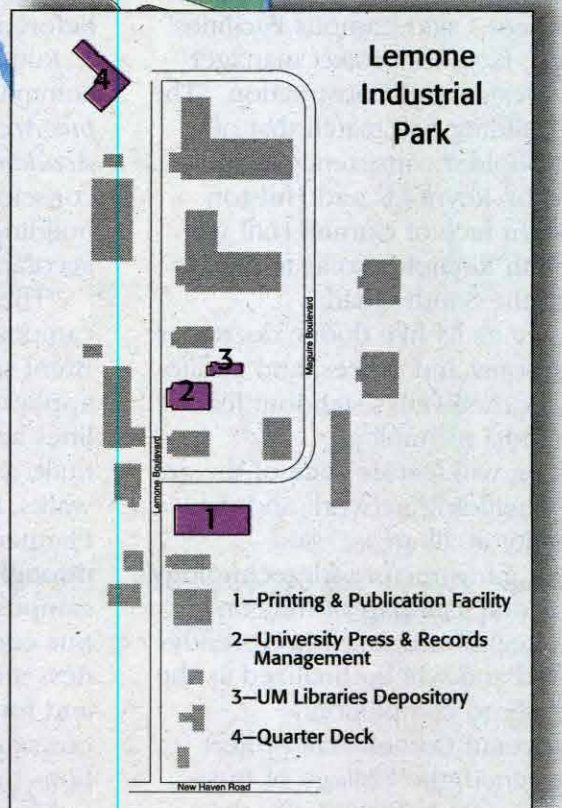 Lemone
Industrial
Park
4
3
2
1
Maguire Boulevard
Lemone Boulevard
1—Printing & Publication Facility
2—University Press & Records
Management
3—UM Libraries Depository
4—Quarter Deck
New Haven Road